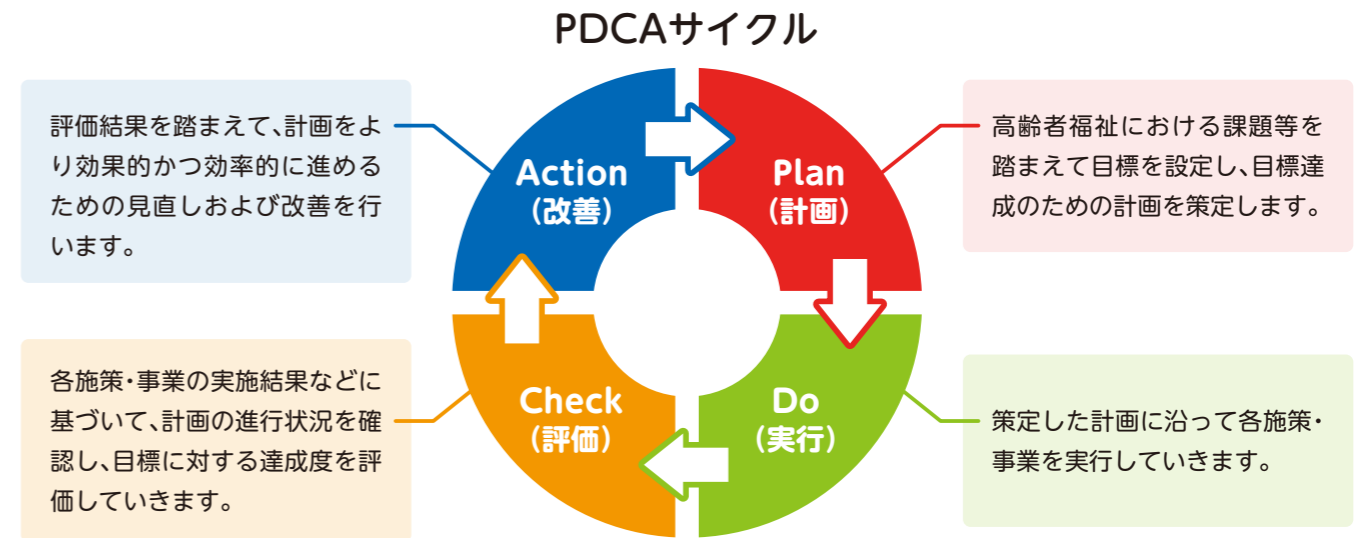 PDCAサイクル
評価結果を踏まえて、計画をよ
り効果的かつ効率的に進める
ための見直しおよび改善を行
います。
Action
(改善)
Plan
(計画)
高齢者福祉における課題等を
踏まえて目標を設定し、目標達
成のための計画を策定します。
各施策・事業の実施結果などに
基づいて、計画の進行状況を確
認し、目標に対する達成度を評
価していきます。
Check
(評価)
Do
(実行)
策定した計画に沿って各施策・
事業を実行していきます。